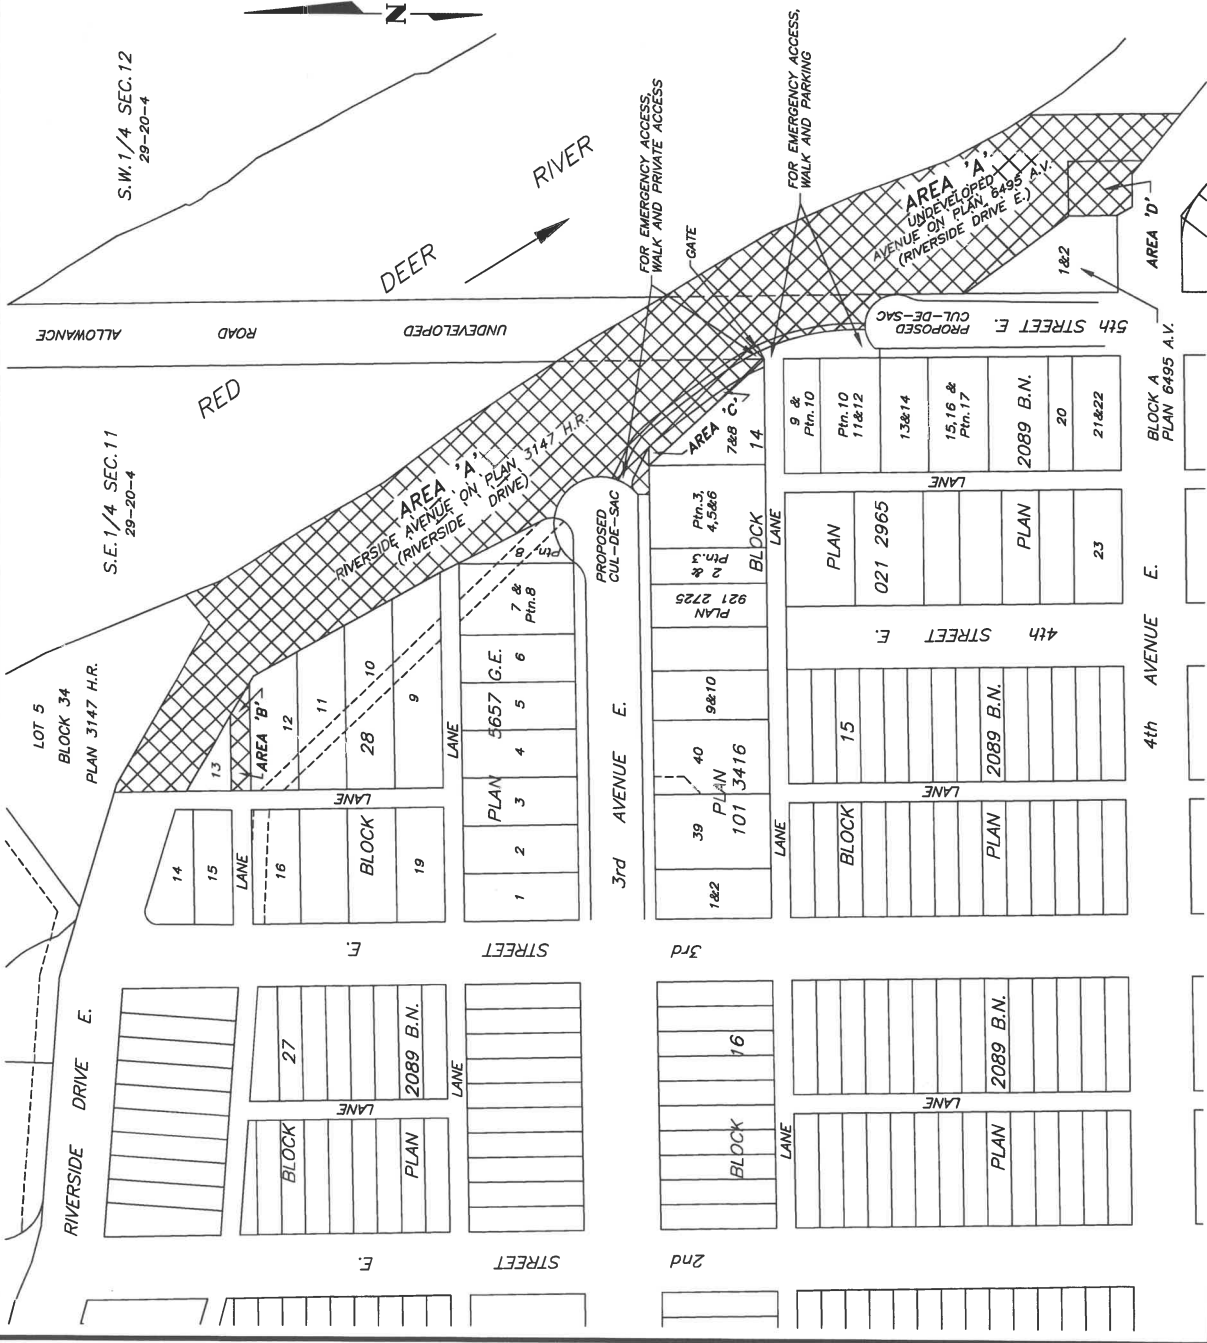 N
S.W.1/4 SEC.12
29-20-4
S.E.1/4 SEC.11
29-20-4
LOT 5
BLOCK 34
PLAN 3147 H.R.
RED
DEER
RIVER
UNDEVELOPED
ROAD
ALLOWANCE
FOR EMERGENCY ACCESS,
WALK AND PRIVATE ACCESS
GATE
FOR EMERGENCY ACCESS,
WALK AND PARKING
AREA 'A'
RIVERSIDE AVENUE ON PLAN 3147 H.R.
(RIVERSIDE DRIVE)
AREA 'A'
UNDEVELOPED
AVENUE ON PLAN 6495 A.V.
(RIVERSIDE DRIVE E.)
AREA 'B'
AREA 'C'
AREA 'D'
1&2
BLOCK A
PLAN 6495 A.V.
PROPOSED
CUL-DE-SAC
5th STREET E.
PROPOSED
CUL-DE-SAC
13
12
11
10
28
9
LANE
14
15
LANE
16
BLOCK
19
LANE
PLAN 5657 G.E.
1
2
3
4
5
6
7 &
Ptn.8
Ptn 8
3rd AVENUE E.
1&2
39
40
PLAN
101 3416
9&10
PLAN
921 2725
2 &
Ptn.3
Ptn.3,
4,5&6
7&8
14
BLOCK
LANE
LANE
9 &
Ptn.10
Ptn.10
11&12
13&14
15,16 &
Ptn.17
2089 B.N.
20
21&22
LANE
PLAN
021 2965
PLAN
23
4th STREET E.
4th AVENUE E.
15
2089 B.N.
LANE
BLOCK
PLAN
3rd STREET E.
RIVERSIDE DRIVE E.
27
2089 B.N.
LANE
LANE
BLOCK
PLAN
16
BLOCK
LANE
2089 B.N.
LANE
PLAN
2nd STREET E.